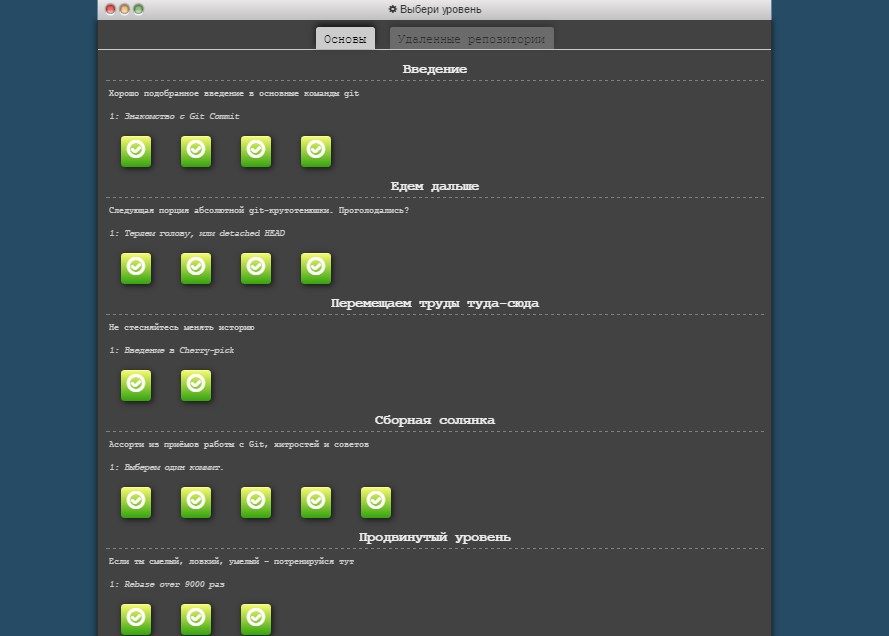 Выбери уровень
Основы
Удаленные репозитории
Введение
Хорошо подобранное введение в основные команды git
1: Знакомство с Git Commit
Едем дальше
Следующая порция абсолютной git-крутотенюшки. Проголодались?
1: Теряем голову, или detached HEAD
Перемещаем труды туда-сюда
Не стесняйтесь менять историю
1: Введение в Cherry-pick
Сборная солянка
Ассорти из приёмов работы с Git, хитростей и советов
1: Выберем один коммит.
Продвинутый уровень
Если ты смелый, ловкий, умелый - потренируйся тут
1: Rebase over 9000 раз